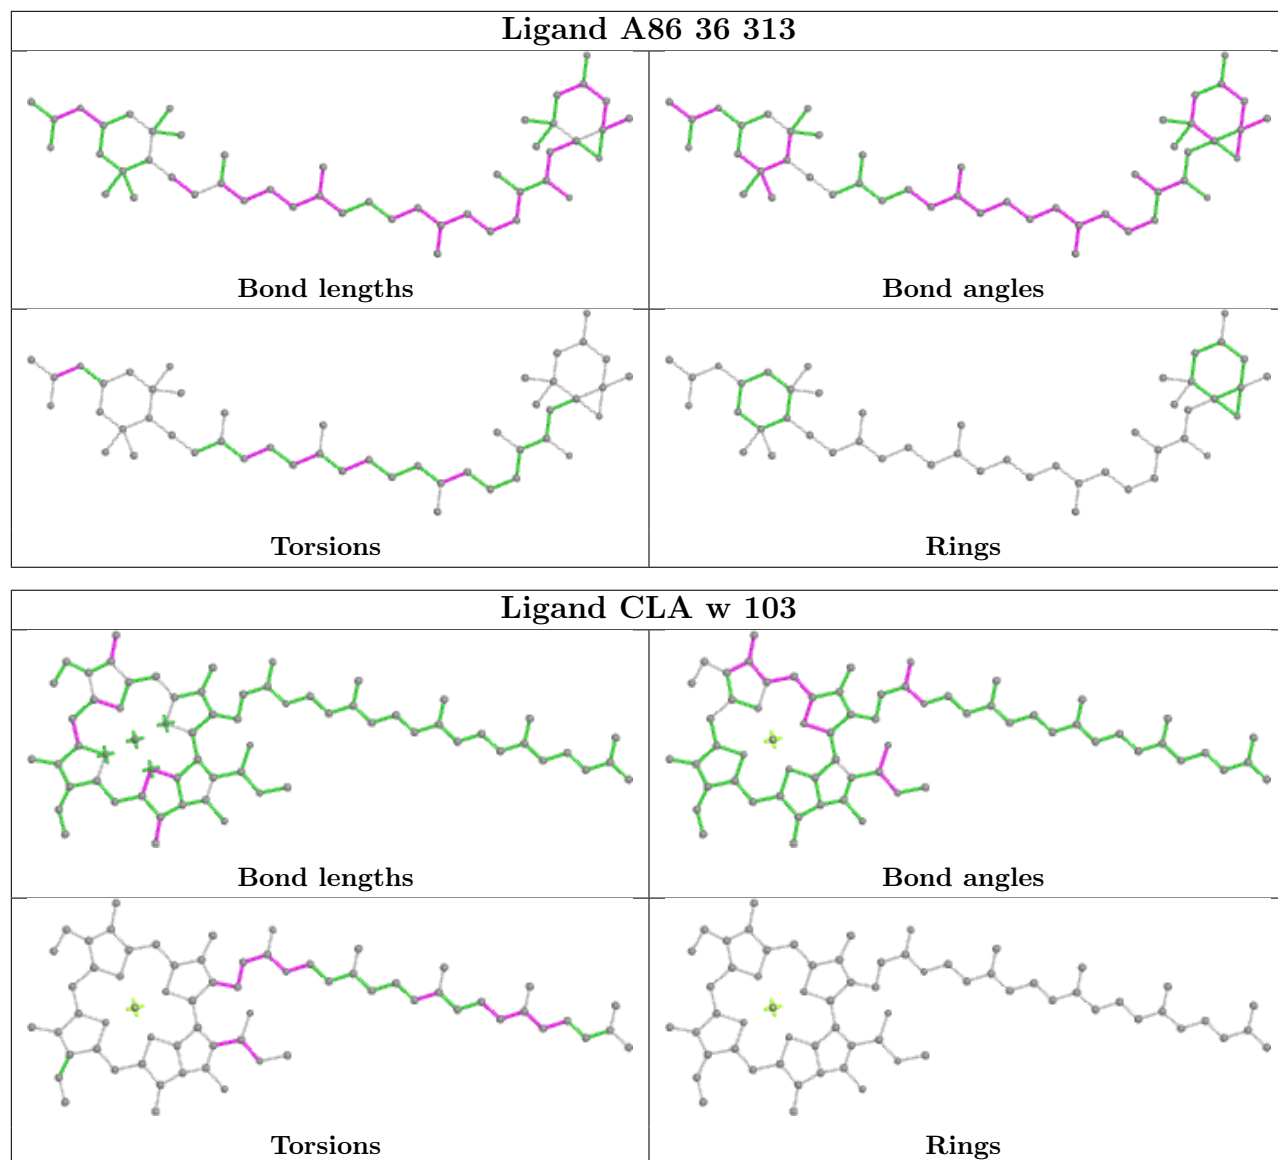 Ligand A86 36 313
Bond lengths
Bond angles
Torsions
Rings
Ligand CLA w 103
Bond lengths
Bond angles
Torsions
Rings